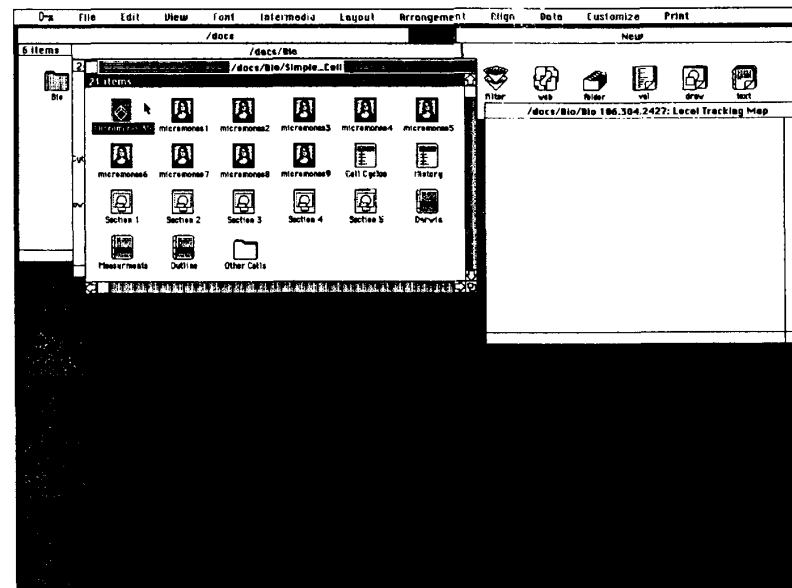 File Edit View Font Intermedia Layout Arrangement Align Data Customize Print
/docs
New
6 items
/docs/Bio
/docs/Bio/Simple_Cell
21 items
Bio
micromones1 micromones2 micromones3 micromones4 micromones5
micromones6 micromones7 micromones8 micromones9 Cell Cycles History
Section 1 Section 2 Section 3 Section 4 Section 5 Darwin
Measurments Outline Other Cells
filter web folder val draw text
/docs/Bio/Bio 106.304.2427: Local Tracking Map